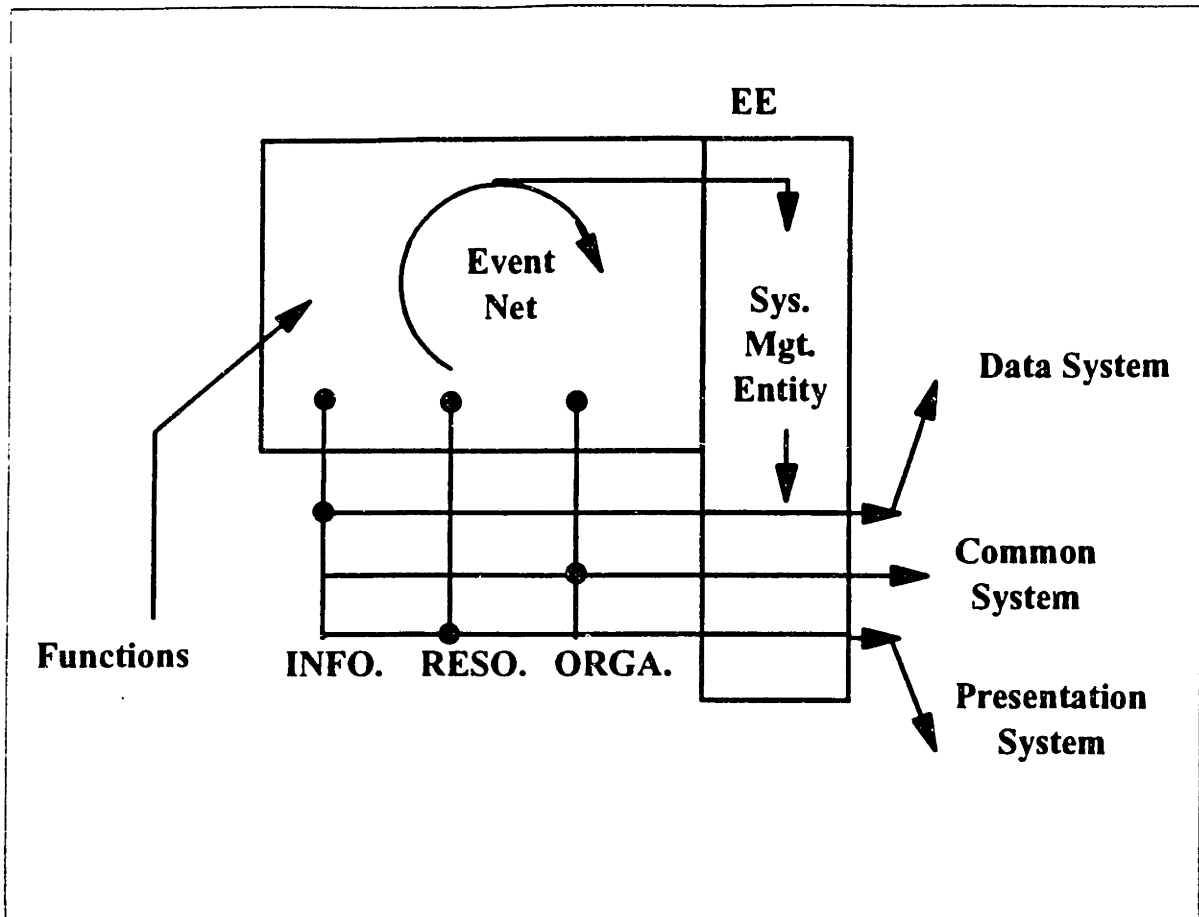 EE
Event
Net
Sys.
Mgt.
Entity
Data System
Common
System
Functions
INFO. RESO. ORGA.
Presentation
System